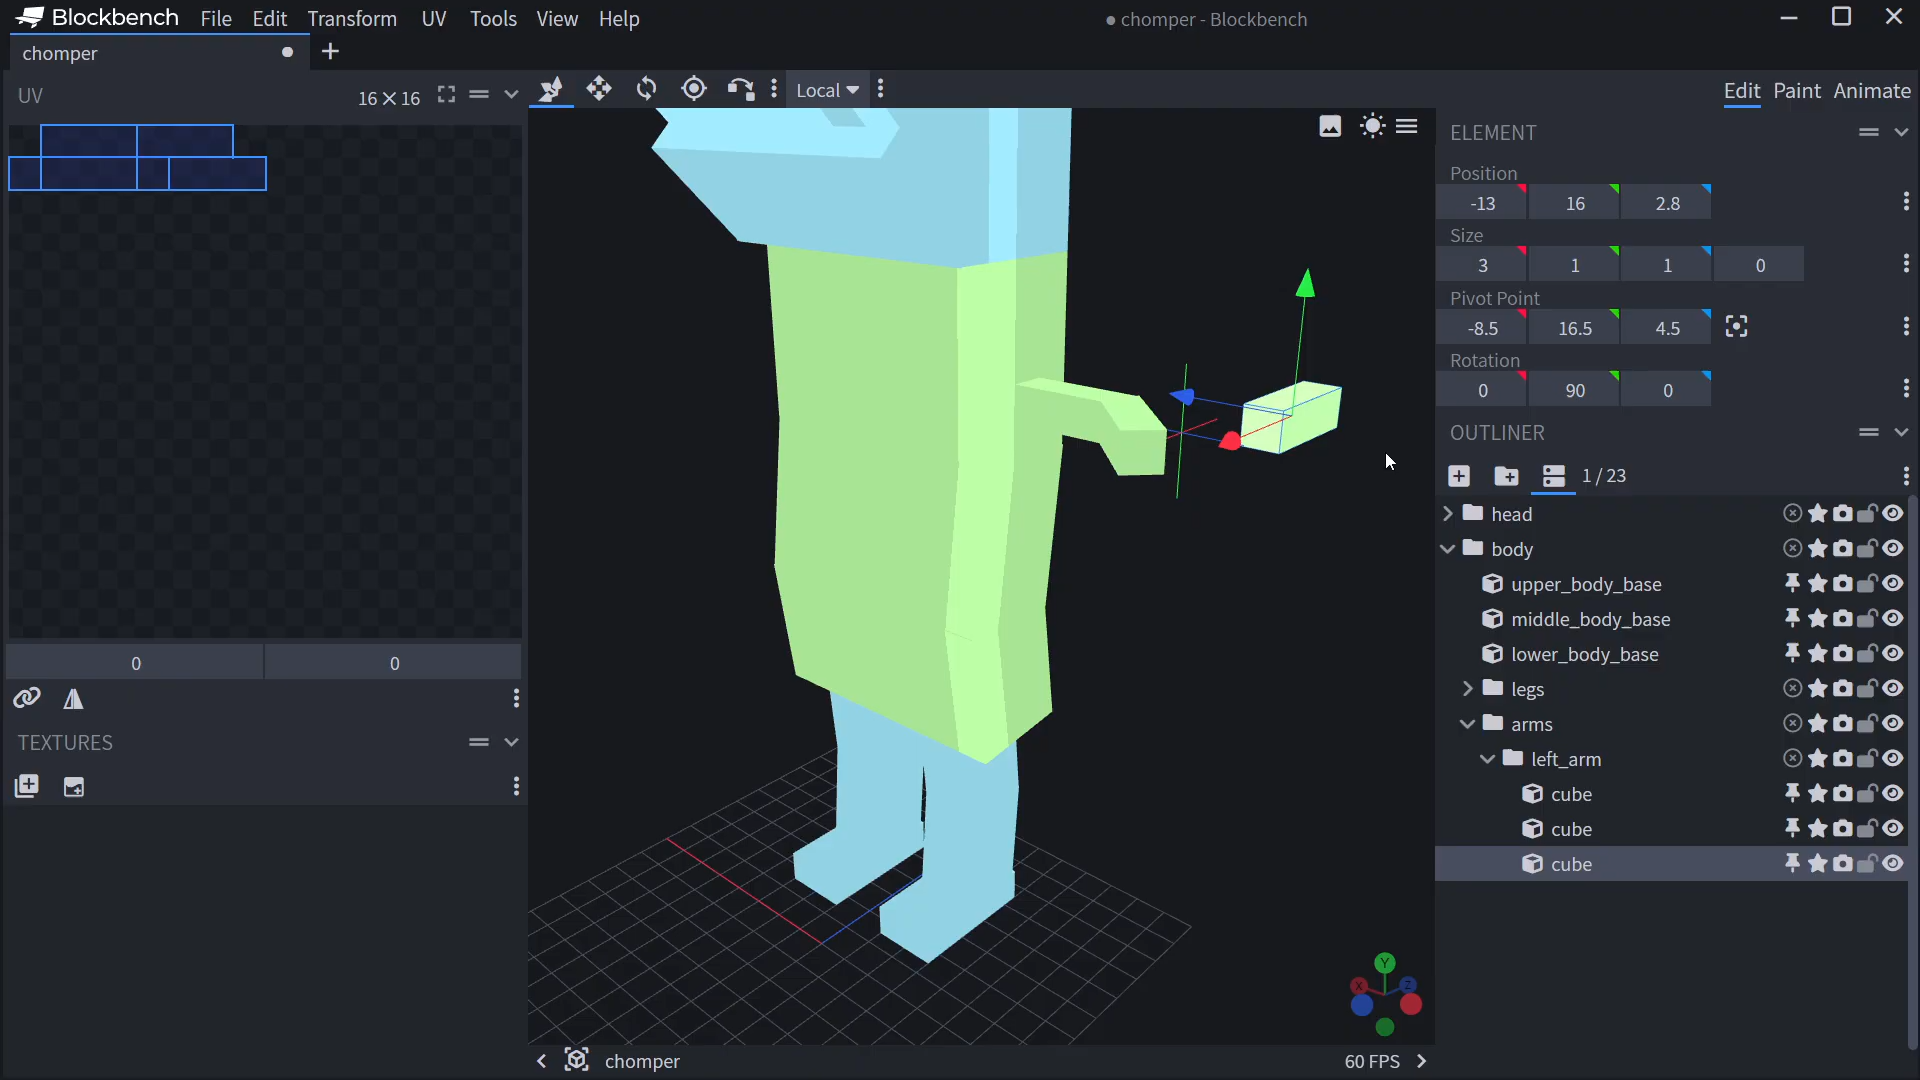 Blockbench File Edit Transform UV Tools View Help
● chomper - Blockbench
chomper
UV
16 × 16
Local
Edit Paint Animate
ELEMENT
Position
-13 16 2.8
Size
3 1 1 0
Pivot Point
-8.5 16.5 4.5
Rotation
0 90 0
OUTLINER
1 / 23
head
body
upper_body_base
middle_body_base
lower_body_base
legs
arms
left_arm
cube
cube
cube
0 0
TEXTURES
Y
X
Z
chomper
60 FPS